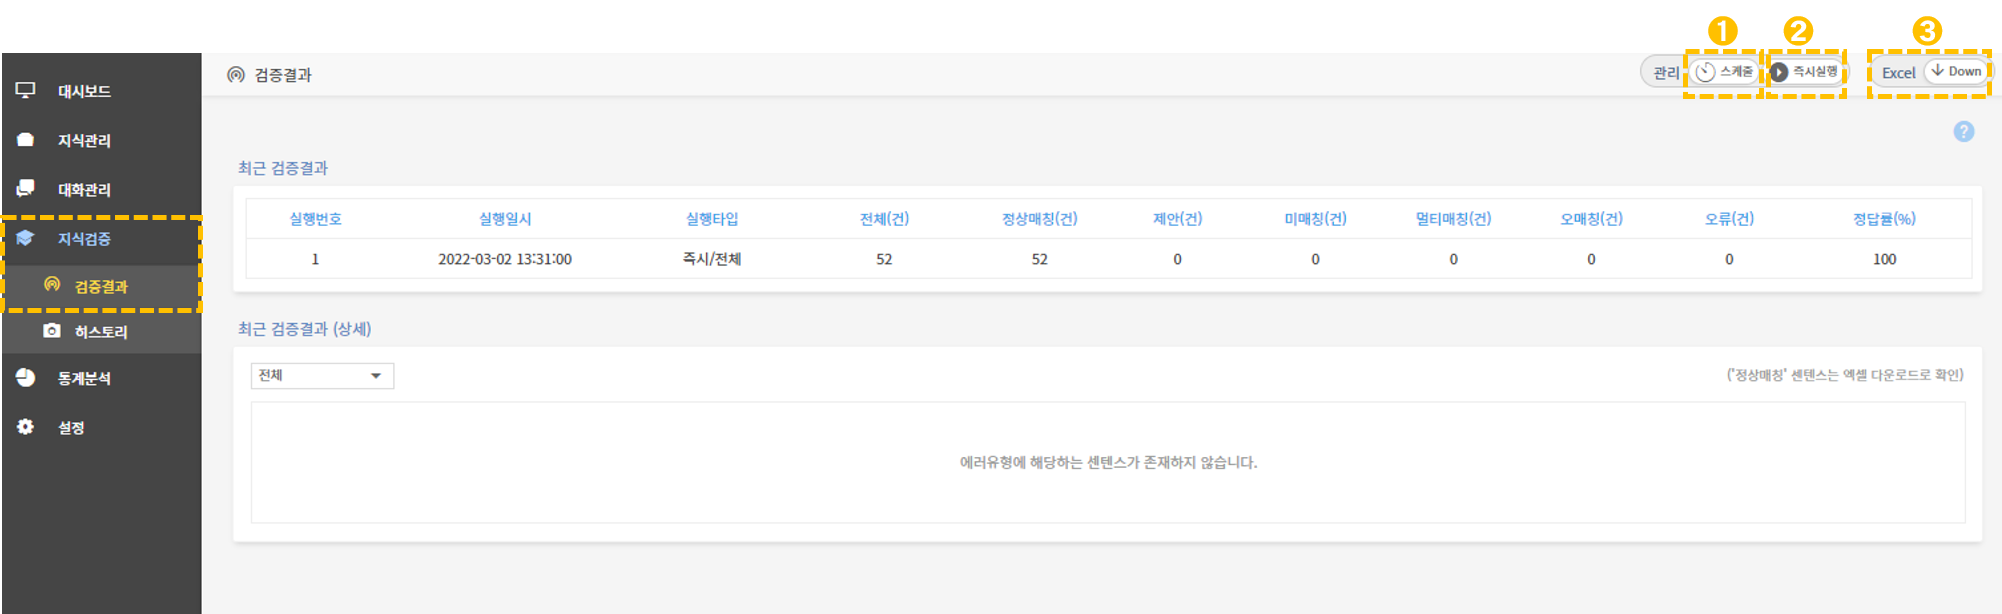 1 2 3
대시보드
지식관리
대화관리
지식검증
검증결과
히스토리
통계분석
설정
검증결과
관리 스케줄 즉시실행 Excel Down
?
최근 검증결과
실행번호 실행일시 실행타입 전체(건) 정상매칭(건) 제안(건) 미매칭(건) 멀티매칭(건) 오매칭(건) 오류(건) 정답률(%)
1 2022-03-02 13:31:00 즉시/전체 52 52 0 0 0 0 0 100
최근 검증결과 (상세)
전체
('정상매칭' 센텐스는 엑셀 다운로드로 확인)
에러유형에 해당하는 센텐스가 존재하지 않습니다.